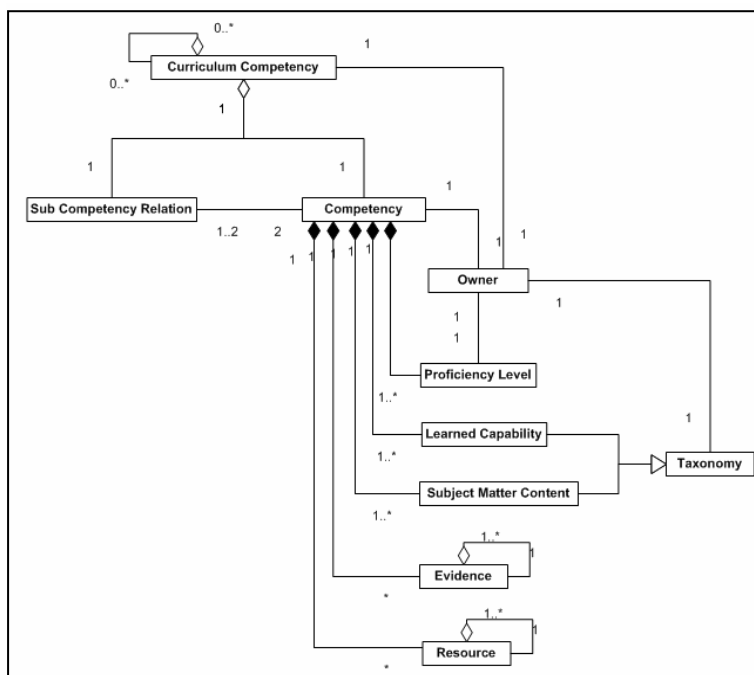 0..*
1
Curriculum Competency
0..*
1
1
1
1
Sub Competency Relation
Competency
1..2
2
1
1
1
1
1
1
1
Owner
1
1
1
Proficiency Level
1..*
1
Learned Capability
1..*
Taxonomy
Subject Matter Content
1..*
1..*
1
Evidence
*
1..*
1
Resource
*